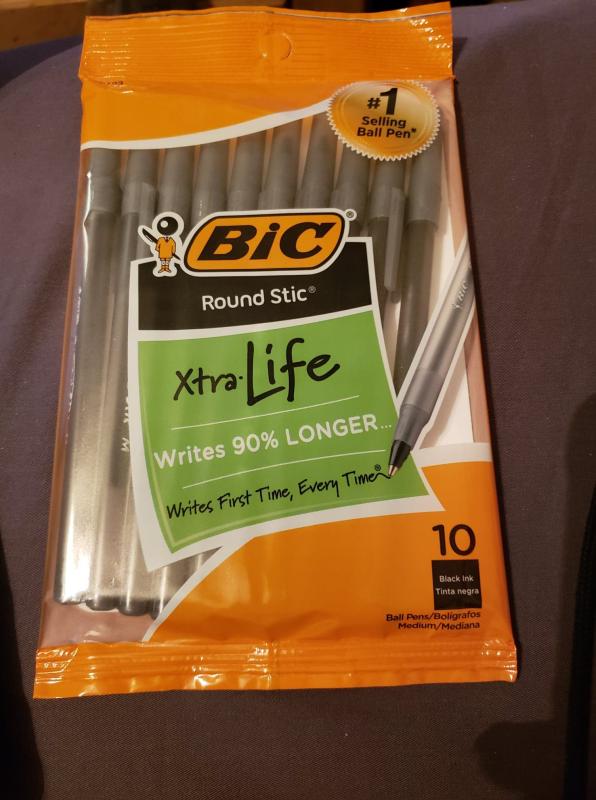 #1
Selling
Ball Pen*
BiC®
Round Stic®
Xtra-Life
Writes 90% LONGER...
Writes First Time, Every Time®
10
Black Ink
Tinta negra
Ball Pens/Bolígrafos
Medium/Mediana
BIC